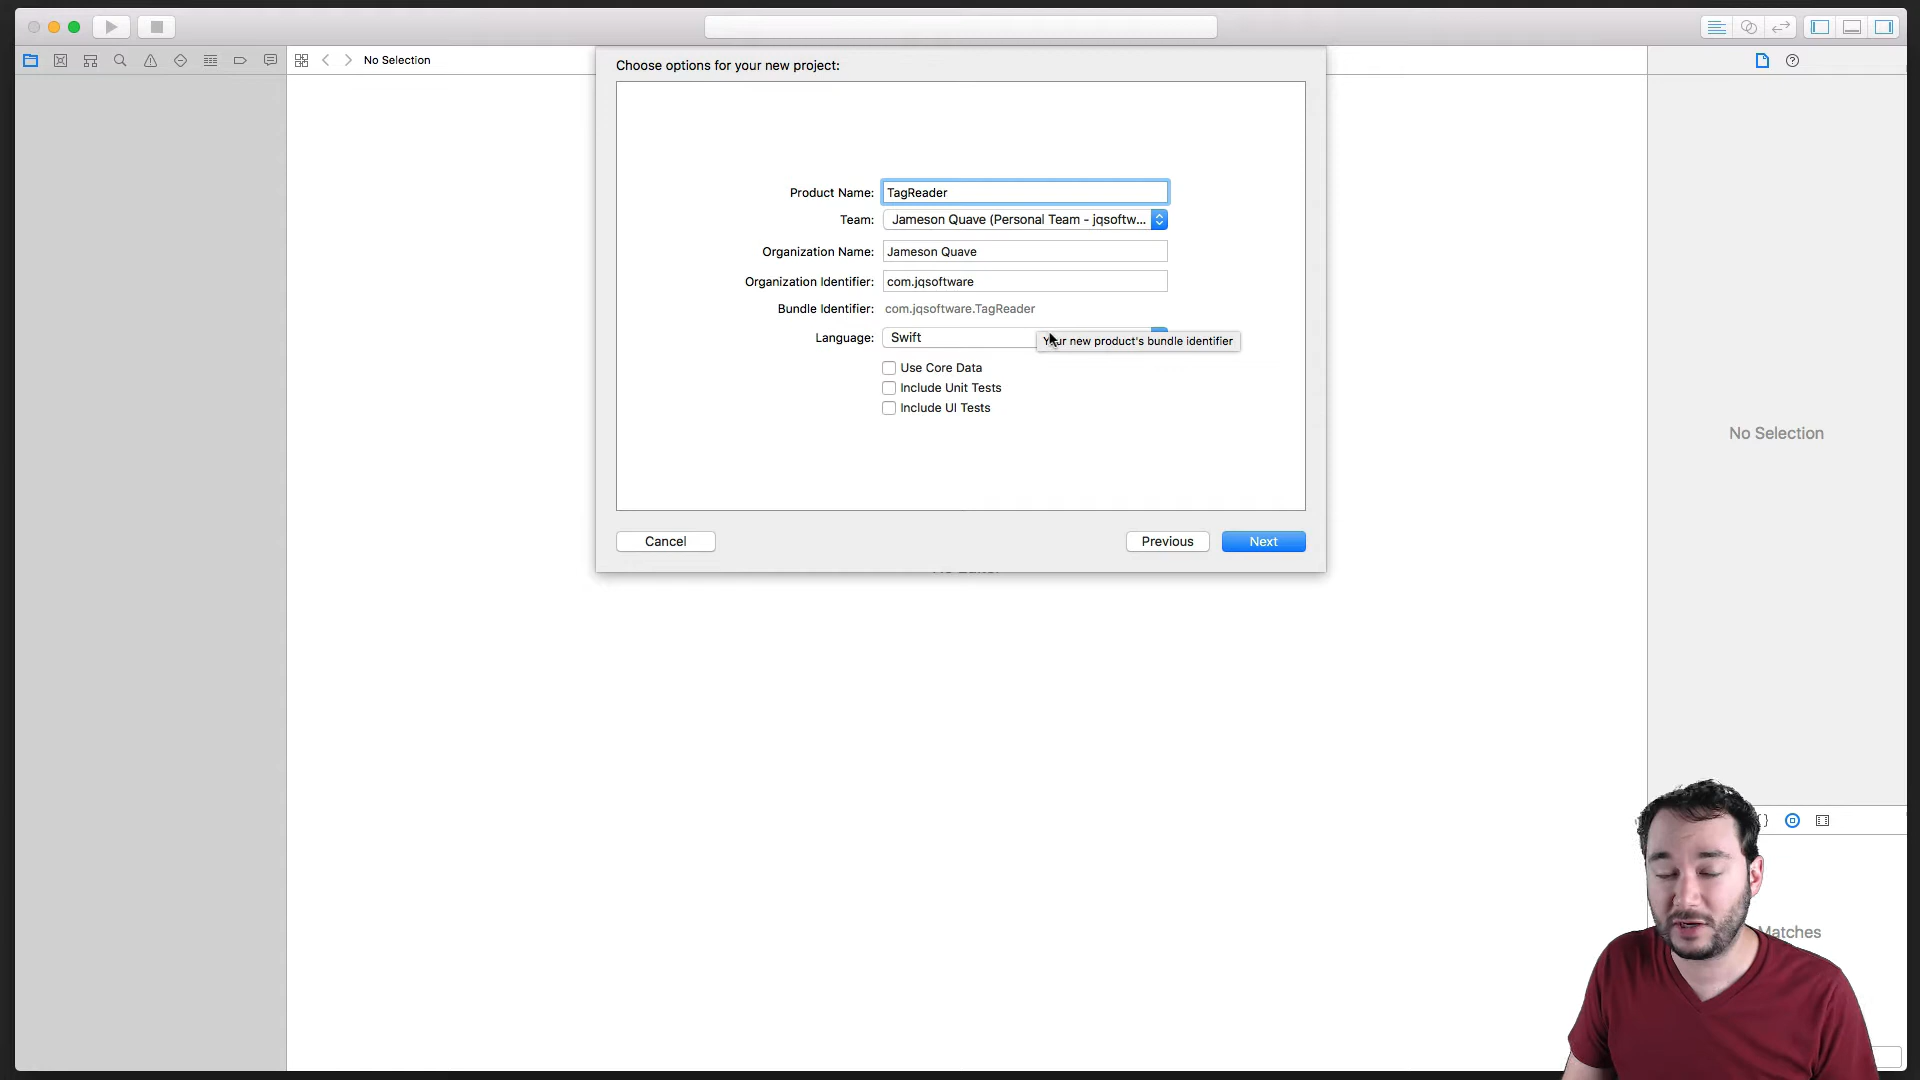 No Selection
Choose options for your new project:
Product Name: TagReader
Team: Jameson Quave (Personal Team - jqsoftw...
Organization Name: Jameson Quave
Organization Identifier: com.jqsoftware
Bundle Identifier: com.jqsoftware.TagReader
Language: Swift
Your new product's bundle identifier
Use Core Data
Include Unit Tests
Include UI Tests
Cancel
Previous
Next
No Selection
Matches